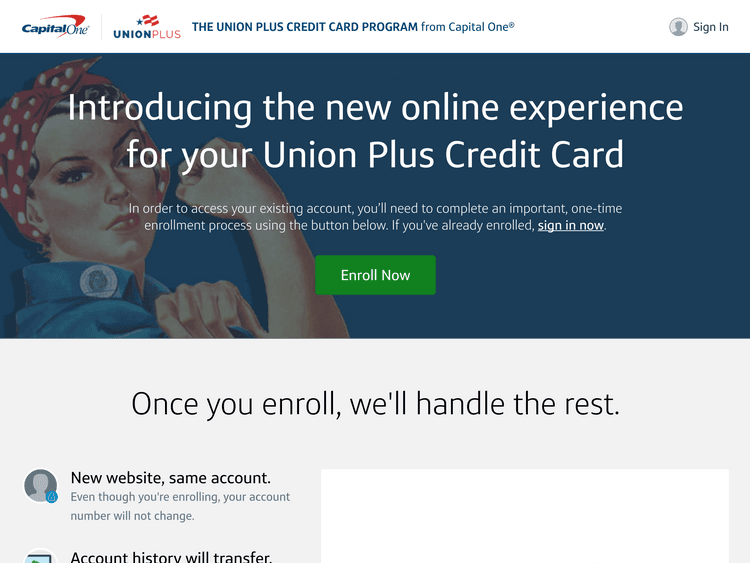 Capital One
UNION PLUS
THE UNION PLUS CREDIT CARD PROGRAM from Capital One®
Sign In
Introducing the new online experience
for your Union Plus Credit Card
In order to access your existing account, you'll need to complete an important, one-time
enrollment process using the button below. If you've already enrolled, sign in now.
Enroll Now
Once you enroll, we'll handle the rest.
New website, same account.
Even though you're enrolling, your account
number will not change.
Account history will transfer.